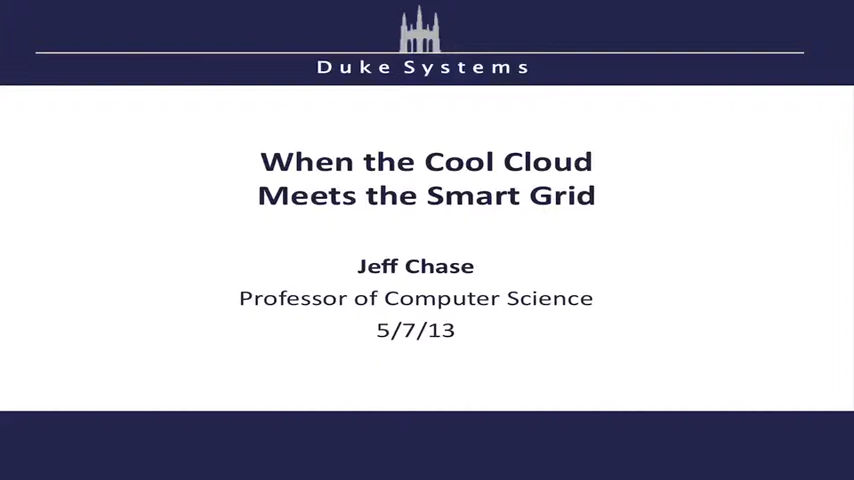 Duke Systems
When the Cool Cloud
Meets the Smart Grid
Jeff Chase
Professor of Computer Science
5/7/13